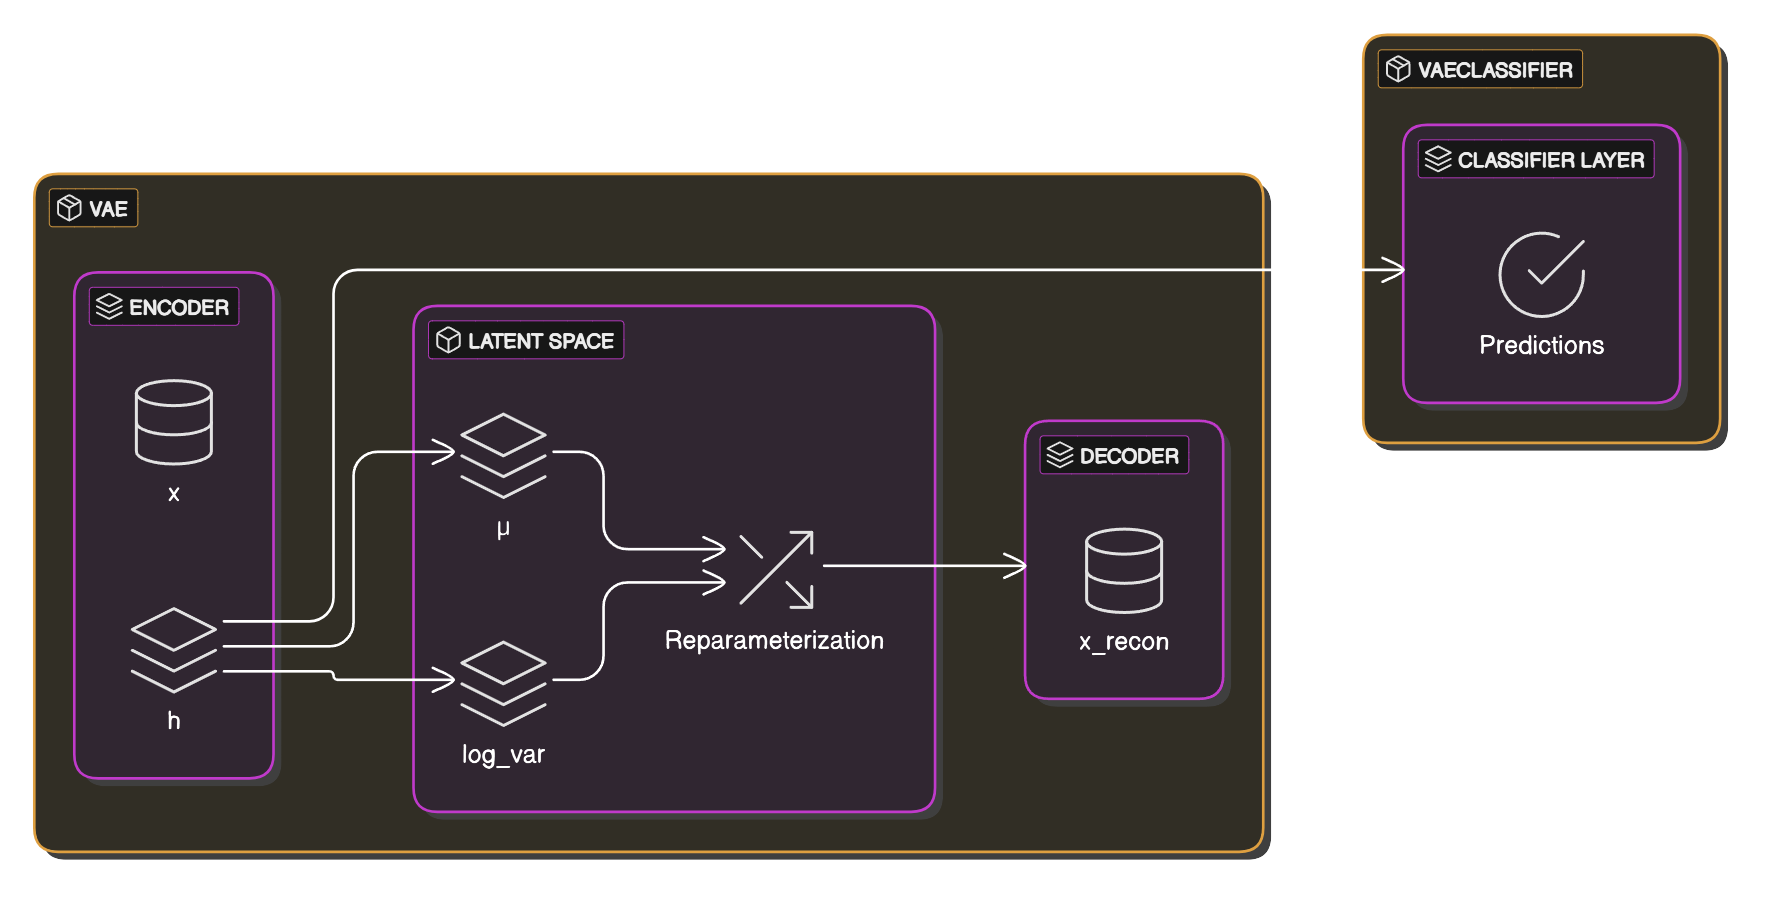 VAE
ENCODER
x
h
LATENT SPACE
μ
log_var
Reparameterization
DECODER
x_recon
VAECLASSIFIER
CLASSIFIER LAYER
Predictions